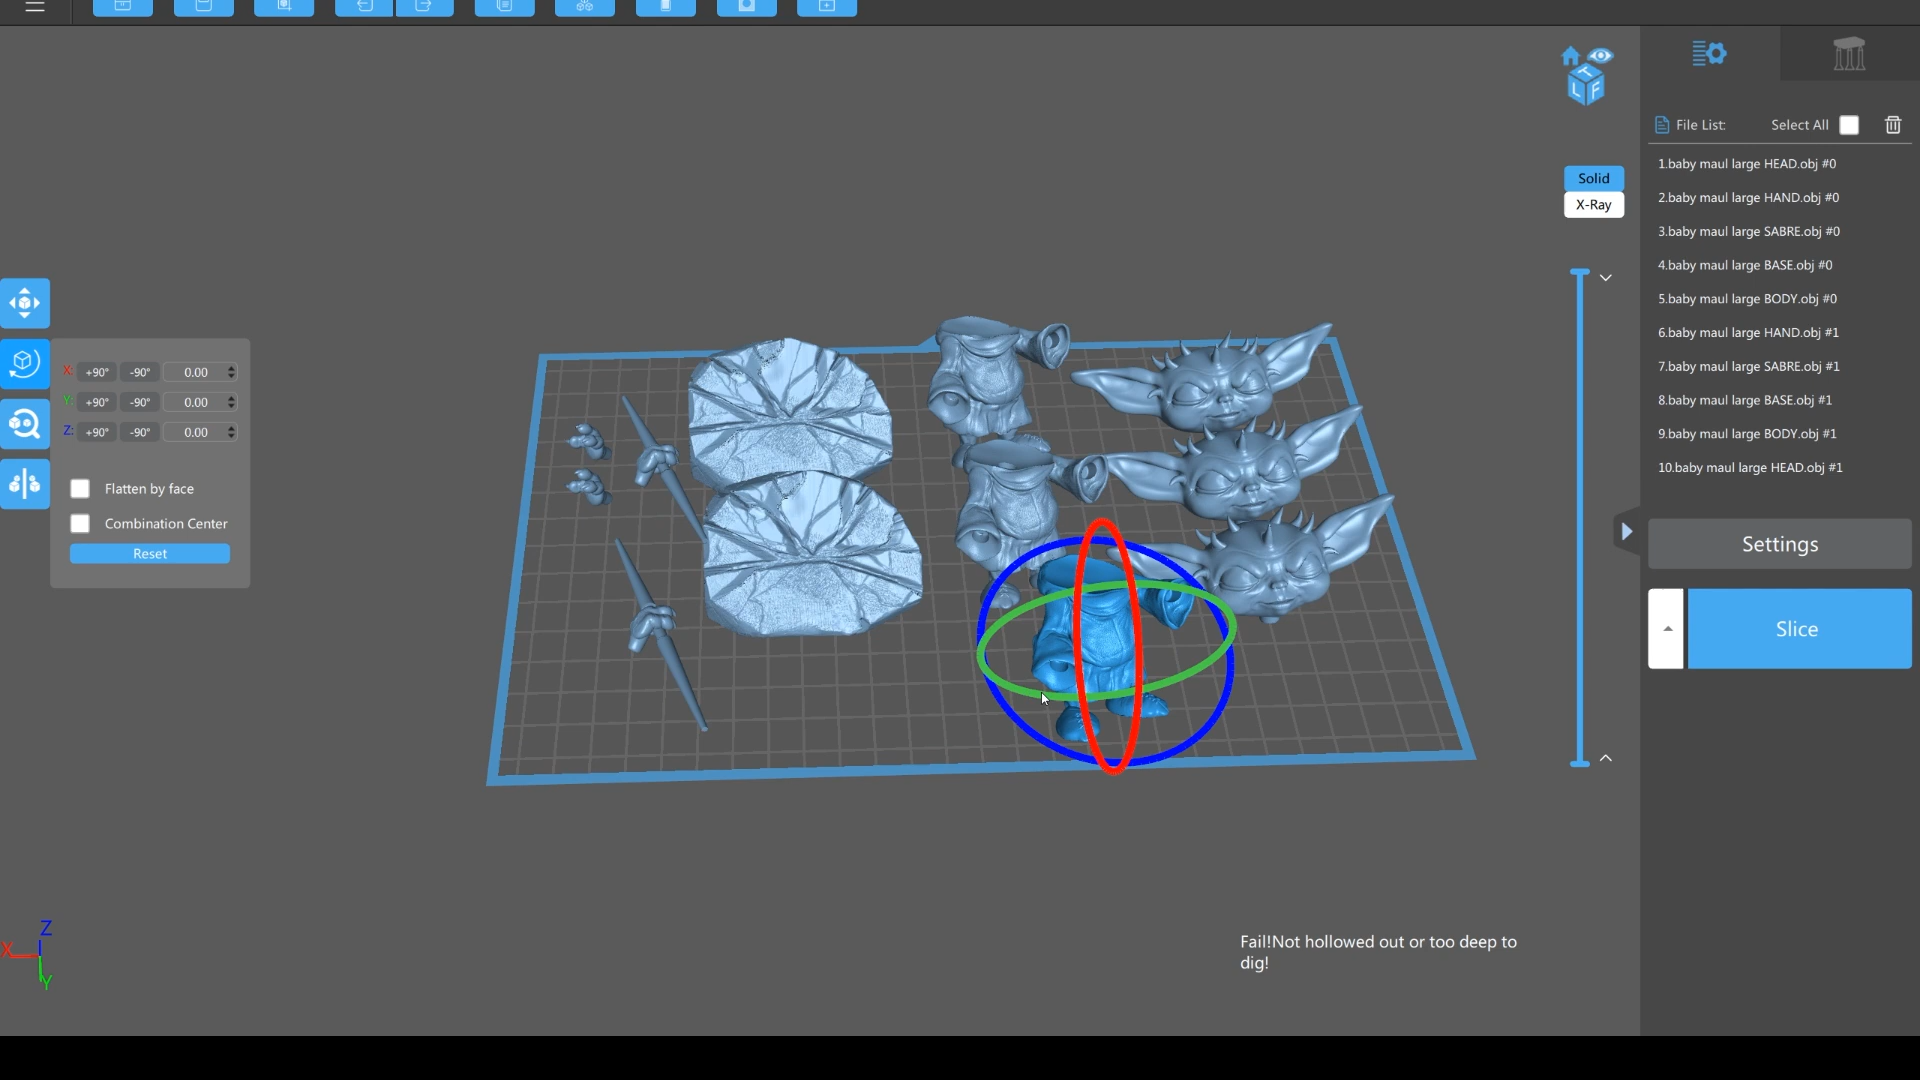 T
L F
File List: Select All
Solid
X-Ray
1.baby maul large HEAD.obj #0
2.baby maul large HAND.obj #0
3.baby maul large SABRE.obj #0
4.baby maul large BASE.obj #0
5.baby maul large BODY.obj #0
6.baby maul large HAND.obj #1
7.baby maul large SABRE.obj #1
8.baby maul large BASE.obj #1
9.baby maul large BODY.obj #1
10.baby maul large HEAD.obj #1
X: +90° -90° 0.00
Y: +90° -90° 0.00
Z: +90° -90° 0.00
Flatten by face
Combination Center
Reset
Settings
Slice
Z
X
Y
Fail!Not hollowed out or too deep to
dig!